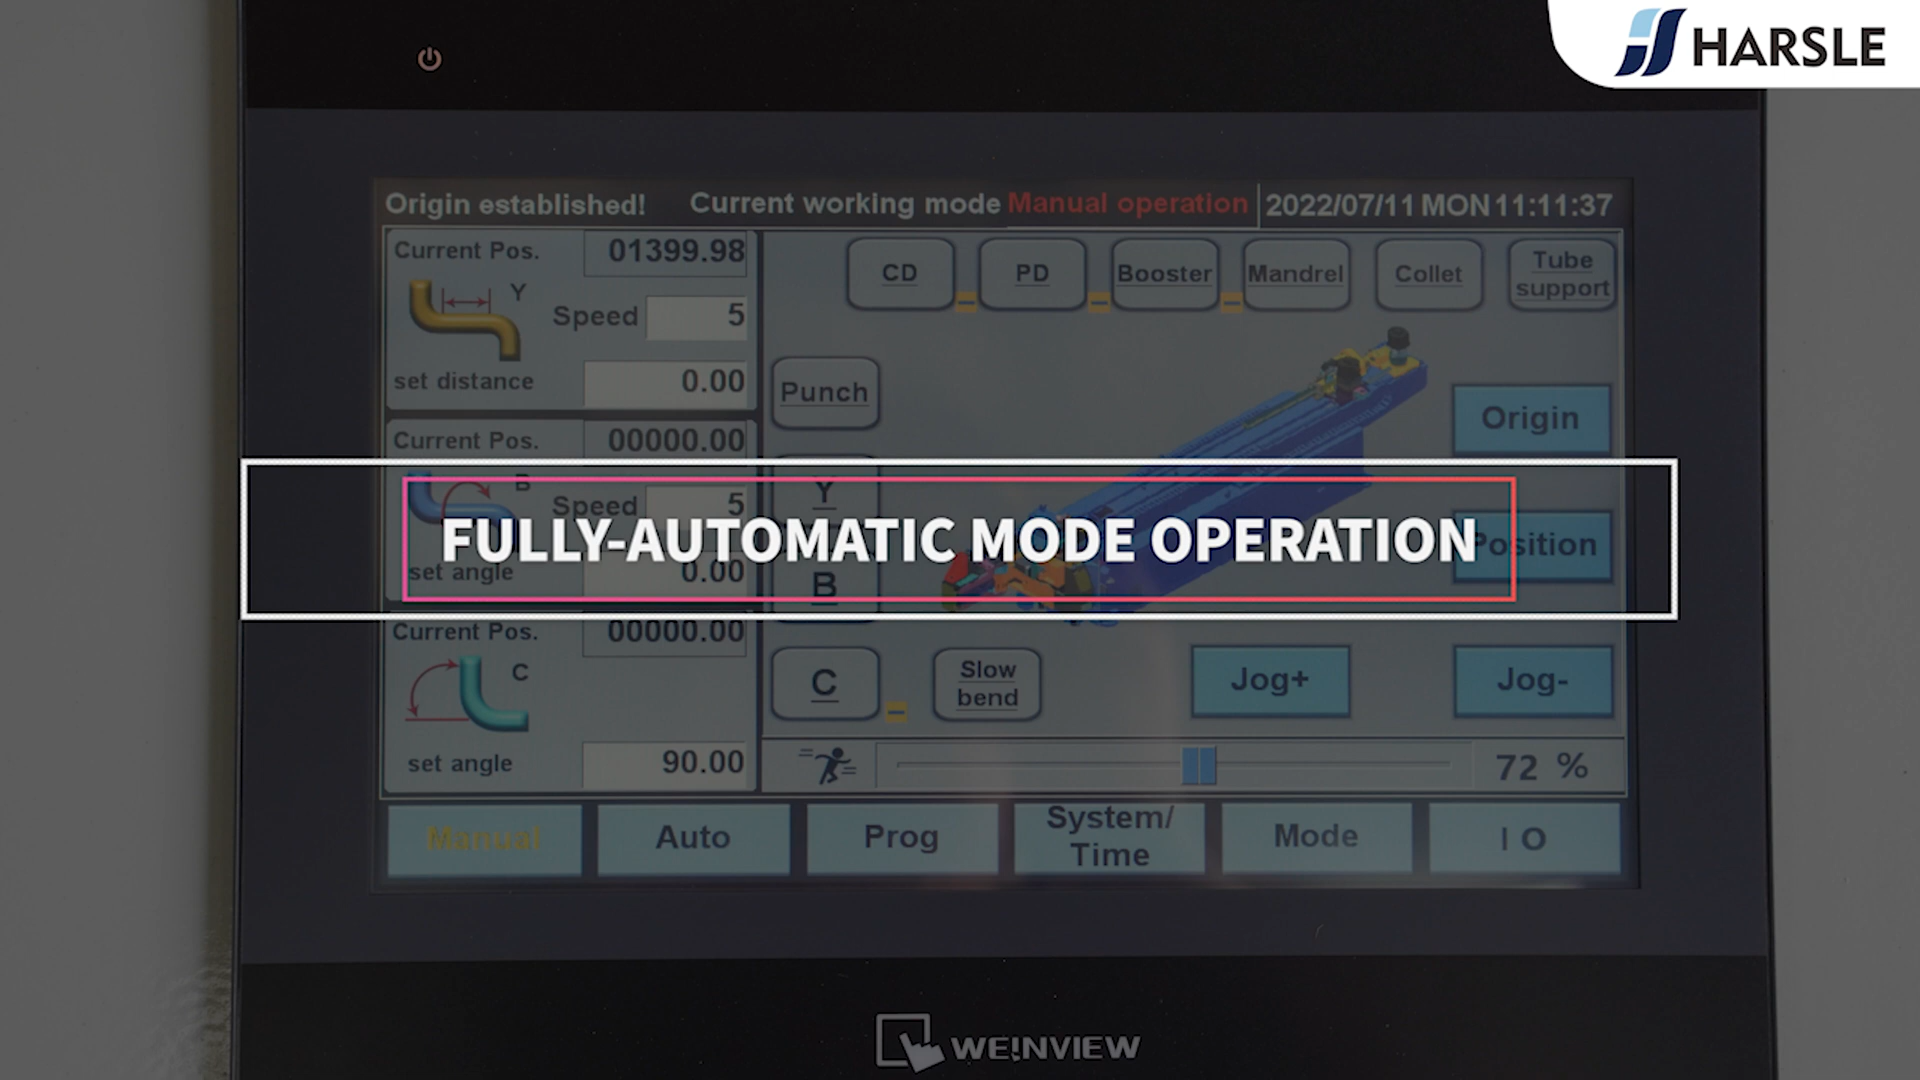 HARSLE
Origin established!
Current working mode Manual operation
2022/07/11 MON 11:11:37
Current Pos. 01399.98
Y
Speed 5
set distance 0.00
Current Pos. 00000.00
B
Speed 5
set angle 0.00
Current Pos. 00000.00
C
set angle 90.00
CD
PD
Booster
Mandrel
Collet
Tube
support
Punch
Origin
Y
FULLY-AUTOMATIC MODE OPERATION
Position
B
C
Slow
bend
Jog+
Jog-
72 %
Manual
Auto
Prog
System/
Time
Mode
I O
WEINVIEW